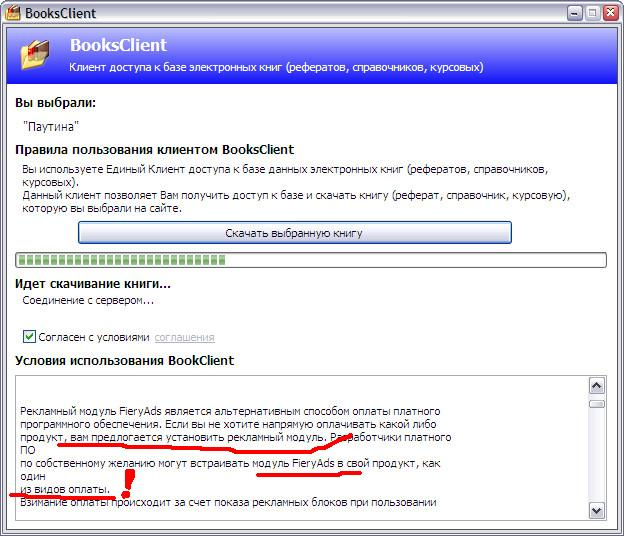 BooksClient
BooksClient
Клиент доступа к базе электронных книг (рефератов, справочников, курсовых)
Вы выбрали:
"Паутина"
Правила пользования клиентом BooksClient
Вы используете Единый Клиент доступа к базе данных электронных книг (рефератов, справочников,
курсовых).
Данный клиент позволяет Вам получить доступ к базе и скачать книгу (реферат, справочник, курсовую),
которую вы выбрали на сайте.
Скачать выбранную книгу
Идет скачивание книги...
Соединение с сервером...
Согласен с условиями соглашения
Условия использования BookClient
Рекламный модуль FieryAds является альтернативным способом оплаты платного
программного обеспечения. Если вы не хотите напрямую оплачивать какой либо
продукт, вам предлогается установить рекламный модуль. Разработчики платного
ПО
по собственному желанию могут встраивать модуль FieryAds в свой продукт, как
один
из видов оплаты. !
Взимание оплаты происходит за счет показа рекламных блоков при пользовании